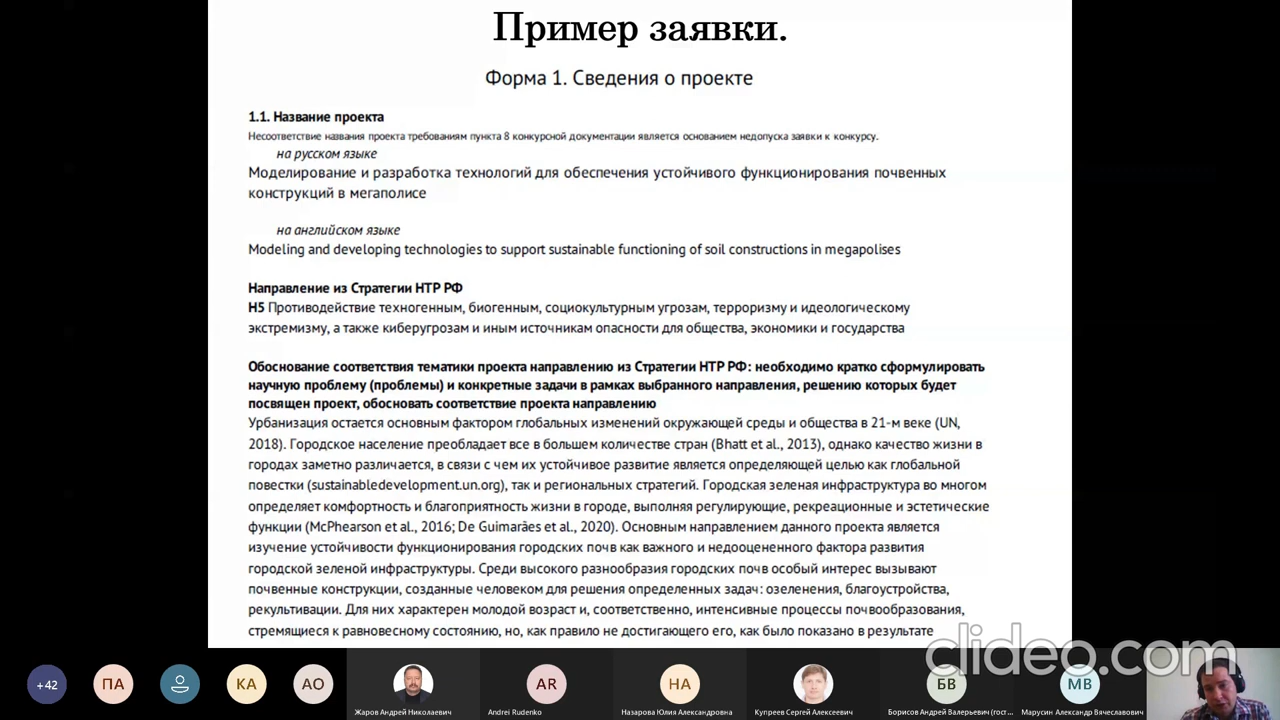 Пример заявки.
Форма 1. Сведения о проекте
1.1. Название проекта
Несоответствие названия проекта требованиям пункта 8 конкурсной документации является основанием недопуска заявки к конкурсу.
на русском языке
Моделирование и разработка технологий для обеспечения устойчивого функционирования почвенных
конструкций в мегаполисе
на английском языке
Modeling and developing technologies to support sustainable functioning of soil constructions in megapolises
Направление из Стратегии НТР РФ
Н5 Противодействие техногенным, биогенным, социокультурным угрозам, терроризму и идеологическому
экстремизму, а также киберугрозам и иным источникам опасности для общества, экономики и государства
Обоснование соответствия тематики проекта направлению из Стратегии НТР РФ: необходимо кратко сформулировать
научную проблему (проблемы) и конкретные задачи в рамках выбранного направления, решению которых будет
посвящен проект, обосновать соответствие проекта направлению
Урбанизация остается основным фактором глобальных изменений окружающей среды и общества в 21-м веке (UN,
2018). Городское население преобладает все в большем количестве стран (Bhatt et al., 2013), однако качество жизни в
городах заметно различается, в связи с чем их устойчивое развитие является определяющей целью как глобальной
повестки (sustainabledevelopment.un.org), так и региональных стратегий. Городская зеленая инфраструктура во многом
определяет комфортность и благоприятность жизни в городе, выполняя регулирующие, рекреационные и эстетические
функции (McPhearson et al., 2016; De Guimarães et al., 2020). Основным направлением данного проекта является
изучение устойчивости функционирования городских почв как важного и недооцененного фактора развития
городской зеленой инфраструктуры. Среди высокого разнообразия городских почв особый интерес вызывают
почвенные конструкции, созданные человеком для решения определенных задач: озеленения, благоустройства,
рекультивации. Для них характерен молодой возраст и, соответственно, интенсивные процессы почвообразования,
стремящиеся к равновесному состоянию, но, как правило не достигающего его, как было показано в результате
clideo.com
+42 ПА КА АО AR НА БВ МВ
Жаров Андрей Николаевич
Andrei Rudenko
Назарова Юлия Александровна
Купреев Сергей Алексеевич
Борисов Андрей Валерьевич (гост...
Марусин Александр Вячеславович